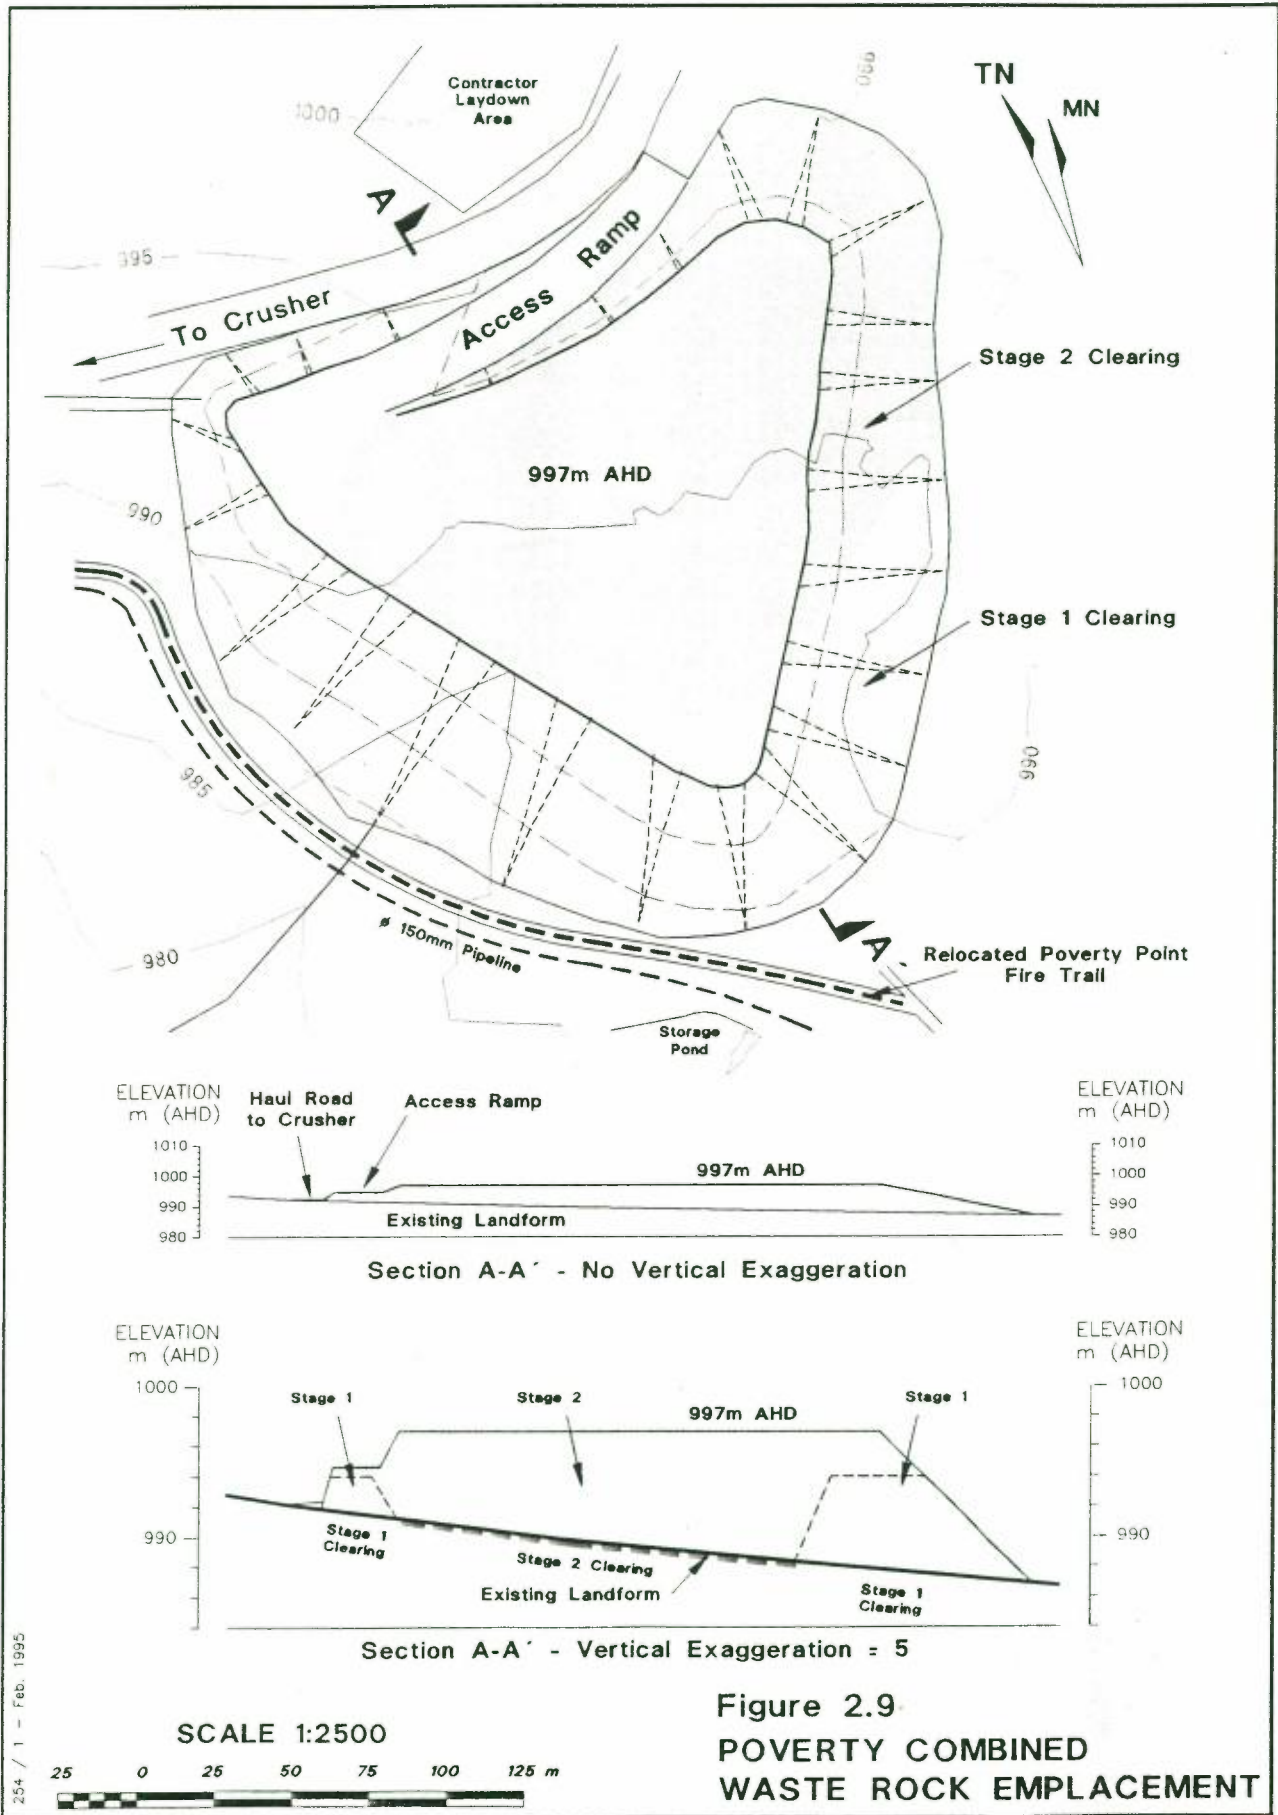 990
TN
MN
Contractor
Laydown
Area
1000
A
995
To Crusher
Access Ramp
Stage 2 Clearing
997m AHD
990
Stage 1 Clearing
990
985
980
ø 150mm Pipeline
A
Relocated Poverty Point
Fire Trail
Storage
Pond
ELEVATION
m (AHD)
Haul Road
to Crusher
Access Ramp
ELEVATION
m (AHD)
1010
1000
990
980
997m AHD
1010
1000
990
980
Existing Landform
Section A-A´ - No Vertical Exaggeration
ELEVATION
m (AHD)
ELEVATION
m (AHD)
1000
Stage 1
Stage 2
997m AHD
Stage 1
1000
990
990
Stage 1
Clearing
Stage 2 Clearing
Existing Landform
Stage 1
Clearing
Section A-A´ - Vertical Exaggeration = 5
254 / 1 - Feb. 1995
SCALE 1:2500
25 0 25 50 75 100 125 m
Figure 2.9
POVERTY COMBINED
WASTE ROCK EMPLACEMENT